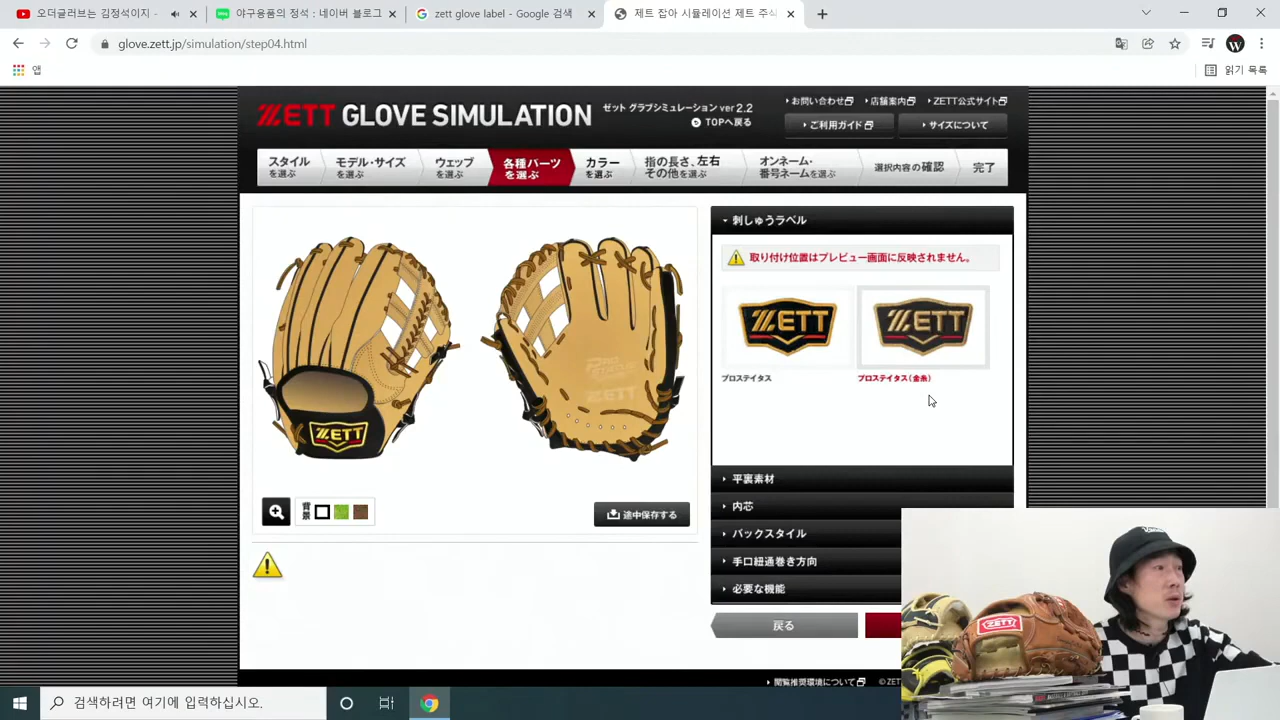 오더글러브는 김정석이지 -
야구용품의 정석 : 네이버 블로그
zett glove label - Google 검색
제트 잡아 시뮬레이션 제트 주식
glove.zett.jp/simulation/step04.html
앱
읽기 목록
ZETT GLOVE SIMULATION
ゼット グラブシミュレーション ver 2.2
TOPへ戻る
お問い合わせ
店舗案内
ZETT公式サイト
ご利用ガイド
サイズについて
スタイル
を選ぶ
モデル・サイズ
を選ぶ
ウェッブ
を選ぶ
各種パーツ
を選ぶ
カラー
を選ぶ
指の長さ、左右
その他を選ぶ
オンネーム・
番号ネームを選ぶ
選択内容の確認
完了
刺しゅうラベル
取り付け位置はプレビュー画面に反映されません。
ZETT
ZETT
プロステイタス
プロステイタス(金糸)
ZETT
PRO
STATUS
ZETT
平裏素材
内芯
バックスタイル
手口紐通巻き方向
必要な機能
背景
途中保存する
戻る
閲覧推奨環境について
ZETT
검색하려면 여기에 입력하십시오.